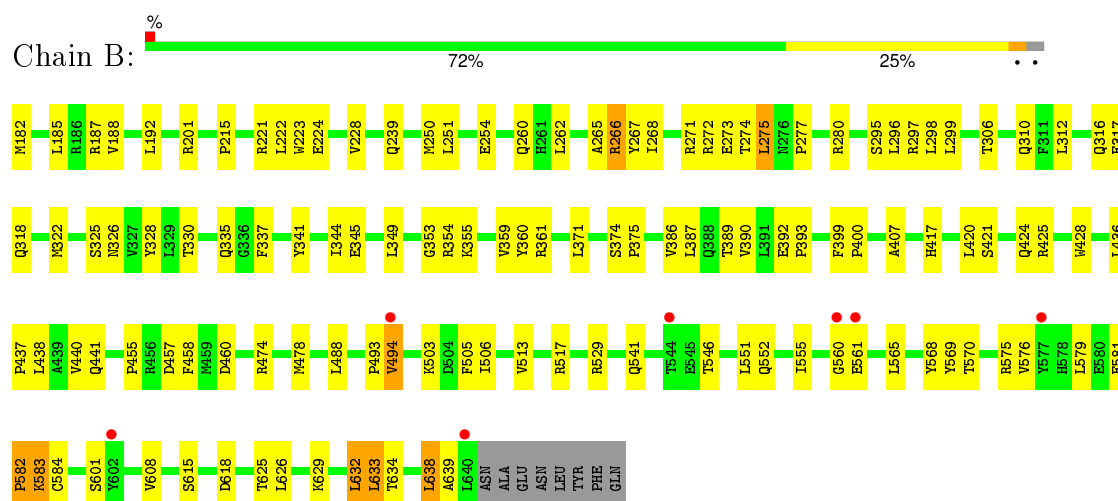 %
Chain B:
72% 25% • •
M182 L185 R186 R187 V188 L192 R201 P215 R221 L222 W223 E224 V228 Q239 M250 L251 E254 Q260 H261 L262 A265 R266 Y267 I268 R271 R272 E273 T274 L275 N276 P277 R280 S295 L296 R297 L298 L299 T306 Q310 F311 L312 Q316 E317
Q318 M322 S325 N326 V327 Y328 L329 T330 Q335 G336 F337 Y341 I344 E345 L349 G353 R354 K355 V359 Y360 R361 L371 S374 P375 V386 L387 Q388 T389 V390 L391 E392 P393 F399 P400 A407 H417 L420 S421 Q424 R425 W428 L436
P437 L438 A439 V440 Q441 P455 R456 D457 F458 M459 D460 R474 M478 L488 P493 V494 K503 D504 F505 I506 V513 R517 R529 Q541 T544 E545 T546 L551 Q552 I555 G560 E561 L565 Y568 Y569 T570 R575 V576 Y577 H578 L579 E580
P582 K583 C584 S601 Y602 V608 S615 D618 T625 L626 K629 L632 L633 T634 L638 A639 L640 ASN ALA GLU ASN LEU TYR PHE GLN